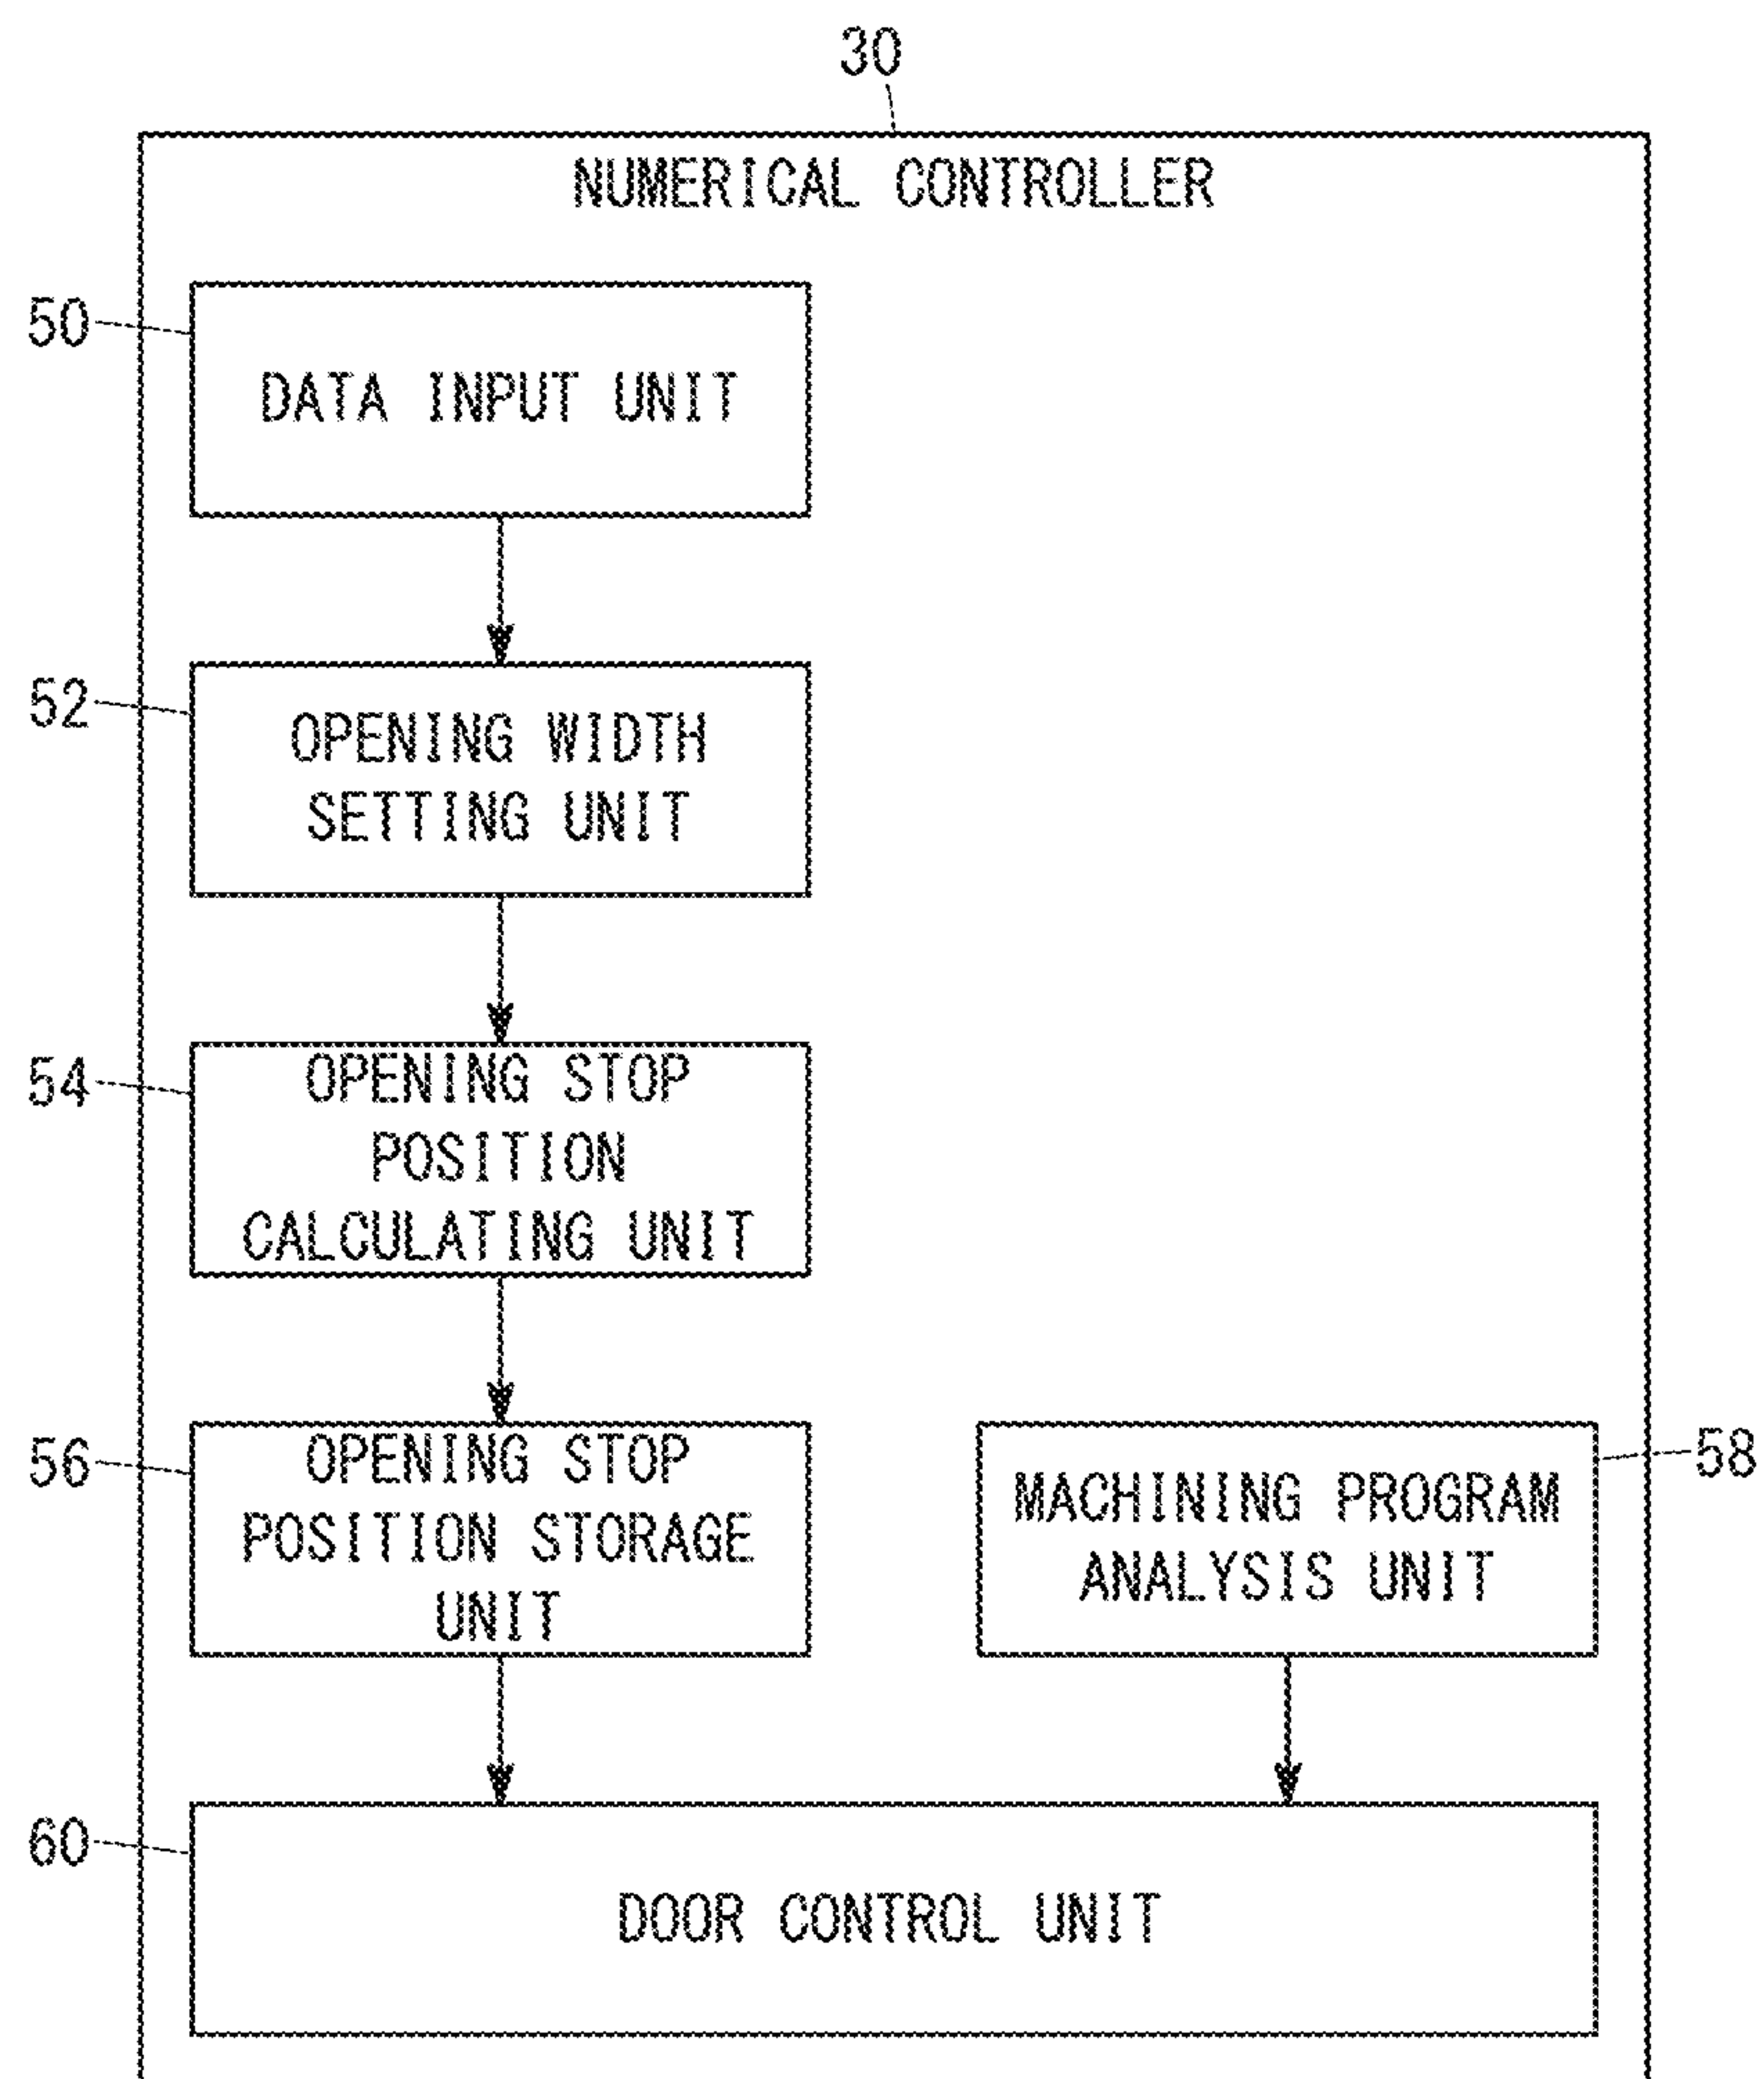 30
NUMERICAL CONTROLLER
50
DATA INPUT UNIT
52
OPENING WIDTH
SETTING UNIT
54
OPENING STOP
POSITION
CALCULATING UNIT
56
OPENING STOP
POSITION STORAGE
UNIT
58
MACHINING PROGRAM
ANALYSIS UNIT
60
DOOR CONTROL UNIT